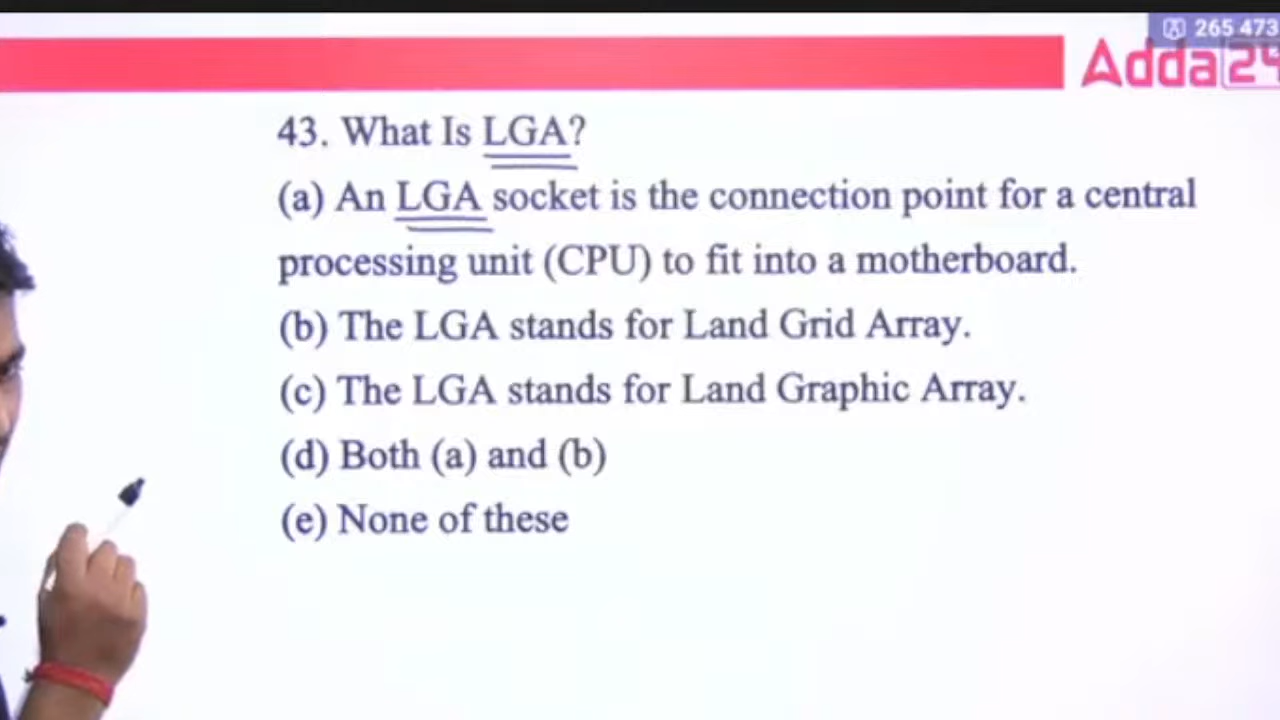 265 473
Adda24
43. What Is LGA?
(a) An LGA socket is the connection point for a central
processing unit (CPU) to fit into a motherboard.
(b) The LGA stands for Land Grid Array.
(c) The LGA stands for Land Graphic Array.
(d) Both (a) and (b)
(e) None of these